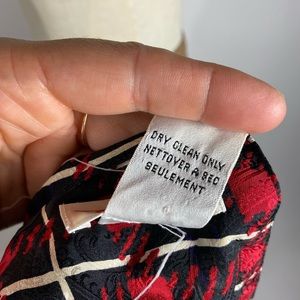 DRY CLEAN ONLY
NETTOYER A SEC
SEULEMENT